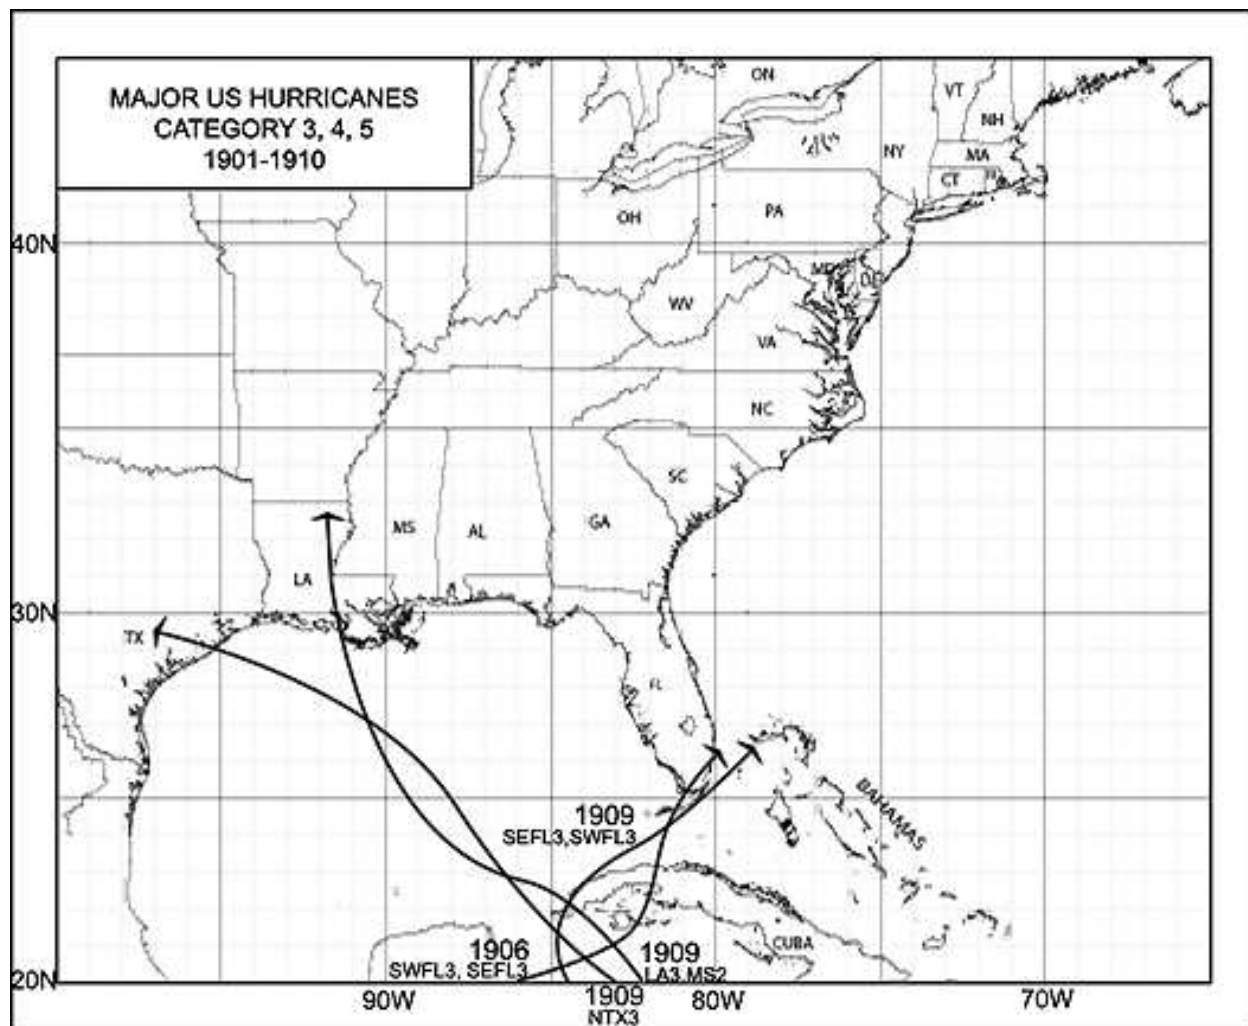 MAJOR US HURRICANES
CATEGORY 3, 4, 5
1901-1910
ON
VT
NH
NY
MA
CT
RI
PA
OH
40N
MD
DE
WV
VA
NC
SC
MS
AL
GA
LA
30N
TX
FL
BAHAMAS
1909
SEFL3,SWFL3
CUBA
1906
SWFL3, SEFL3
1909
LA3,MS2
20N
90W
1909
NTX3
80W
70W